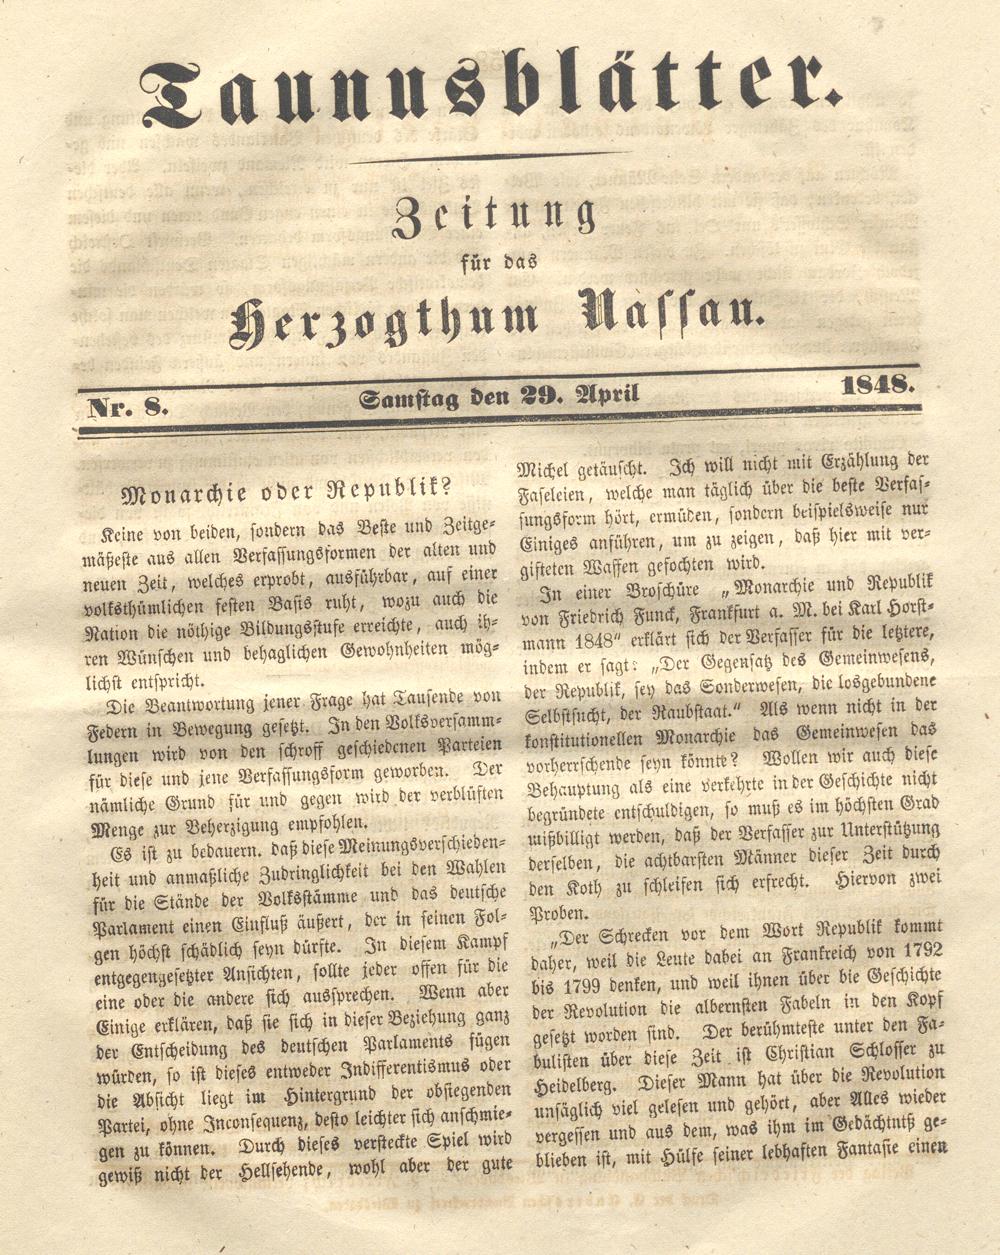 Taunusblätter.
Zeitung
für das
Herzogthum Nassau.
Nr. 8. Samstag den 29. April 1848.
Monarchie oder Republik?
Keine von beiden, sondern das Beste und Zeitge-
mäßeste aus allen Verfassungsformen der alten und
neuen Zeit, welches erprobt, ausführbar, auf einer
volksthümlichen festen Basis ruht, wozu auch die
Nation die nöthige Bildungsstufe erreichte, auch ih-
ren Wünschen und behaglichen Gewohnheiten mög-
lichst entspricht.
Die Beantwortung jener Frage hat Tausende von
Federn in Bewegung gesetzt. In den Volksversamm-
lungen wird von den schroff geschiedenen Parteien
für diese und jene Verfassungsform geworben. Der
nämliche Grund für und gegen wird der verblüften
Menge zur Beherzigung empfohlen.
Es ist zu bedauern. daß diese Meinungsverschieden-
heit und anmaßliche Zudringlichkeit bei den Wahlen
für die Stände der Volksstämme und das deutsche
Parlament einen Einfluß äußert, der in seinen Fol-
gen höchst schädlich seyn dürfte. In diesem Kampf
entgegengesetzter Ansichten, sollte jeder offen für die
eine oder die andere sich aussprechen. Wenn aber
Einige erklären, daß sie sich in dieser Beziehung ganz
der Entscheidung des deutschen Parlaments fügen
würden, so ist dieses entweder Indifferentismus oder
die Absicht liegt im Hintergrund der obsiegenden
Partei, ohne Inconsequenz, desto leichter sich anschmie-
gen zu können. Durch dieses versteckte Spiel wird
gewiß nicht der Hellsehende, wohl aber der gute
Michel getäuscht. Ich will nicht mit Erzählung der
Faseleien, welche man täglich über die beste Verfas-
sungsform hört, ermüden, sondern beispielsweise nur
Einiges anführen, um zu zeigen, daß hier mit ver-
gifteten Waffen gefochten wird.
In einer Broschüre „Monarchie und Republik
von Friedrich Funck, Frankfurt a. M. bei Karl Horst-
mann 1848“ erklärt sich der Verfasser für die letztere,
indem er sagt: „Der Gegensatz des Gemeinwesens,
der Republik, sey das Sonderwesen, die losgebundene
Selbstsucht, der Raubstaat.“ Als wenn nicht in der
konstitutionellen Monarchie das Gemeinwesen das
vorherrschende seyn könnte? Wollen wir auch diese
Behauptung als eine verkehrte in der Geschichte nicht
begründete entschuldigen, so muß es im höchsten Grad
mißbilligt werden, daß der Verfasser zur Unterstützung
derselben, die achtbarsten Männer dieser Zeit durch
den Koth zu schleifen sich erfrecht. Hiervon zwei
Proben.
„Der Schrecken vor dem Wort Republik kommt
daher, weil die Leute dabei an Frankreich von 1792
bis 1799 denken, und weil ihnen über bie Geschichte
der Revolution die albernsten Fabeln in den Kopf
gesetzt worden sind. Der berühmteste unter den Fa-
bulisten über diese Zeit ist Christian Schlosser zu
Heidelberg. Dieser Mann hat über die Revolution
unsäglich viel gelesen und gehört, aber Alles wieder
vergessen und aus dem, was ihm im Gedächtniß ge-
blieben ist, mit Hülfe seiner lebhaften Fantasie einen